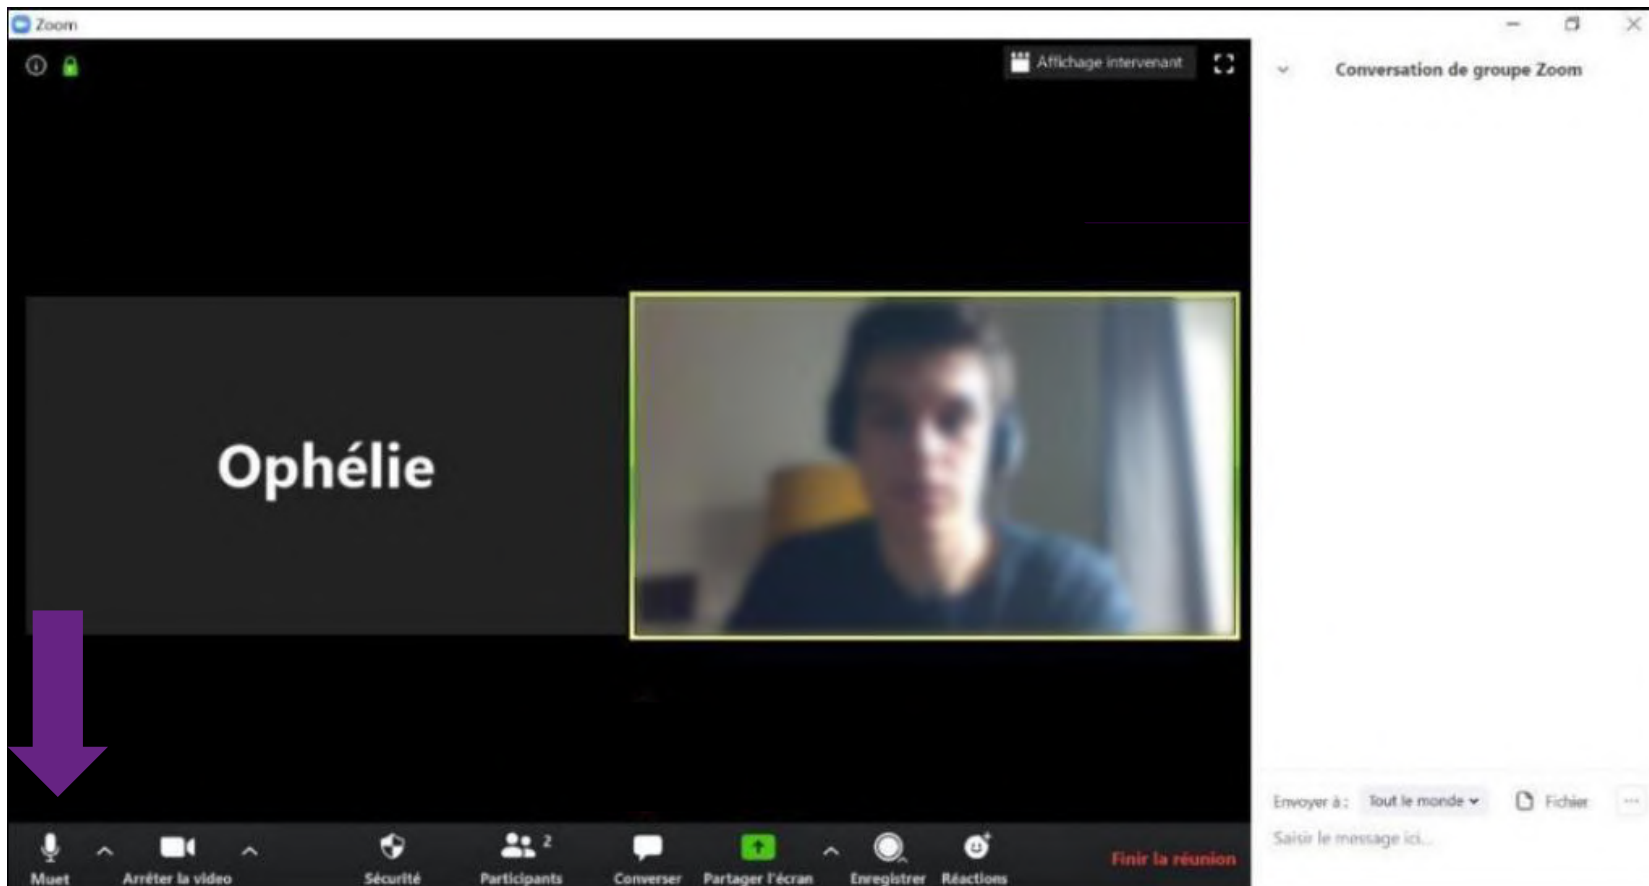 Zoom
Affichage intervenant
Conversation de groupe Zoom
Ophélie
Envoyer à : Tout le monde Fichier ...
Saisir le message ici...
2
Muet Arrêter la video Sécurité Participants Converser Partager l'écran Enregistrer Réactions Finir la réunion